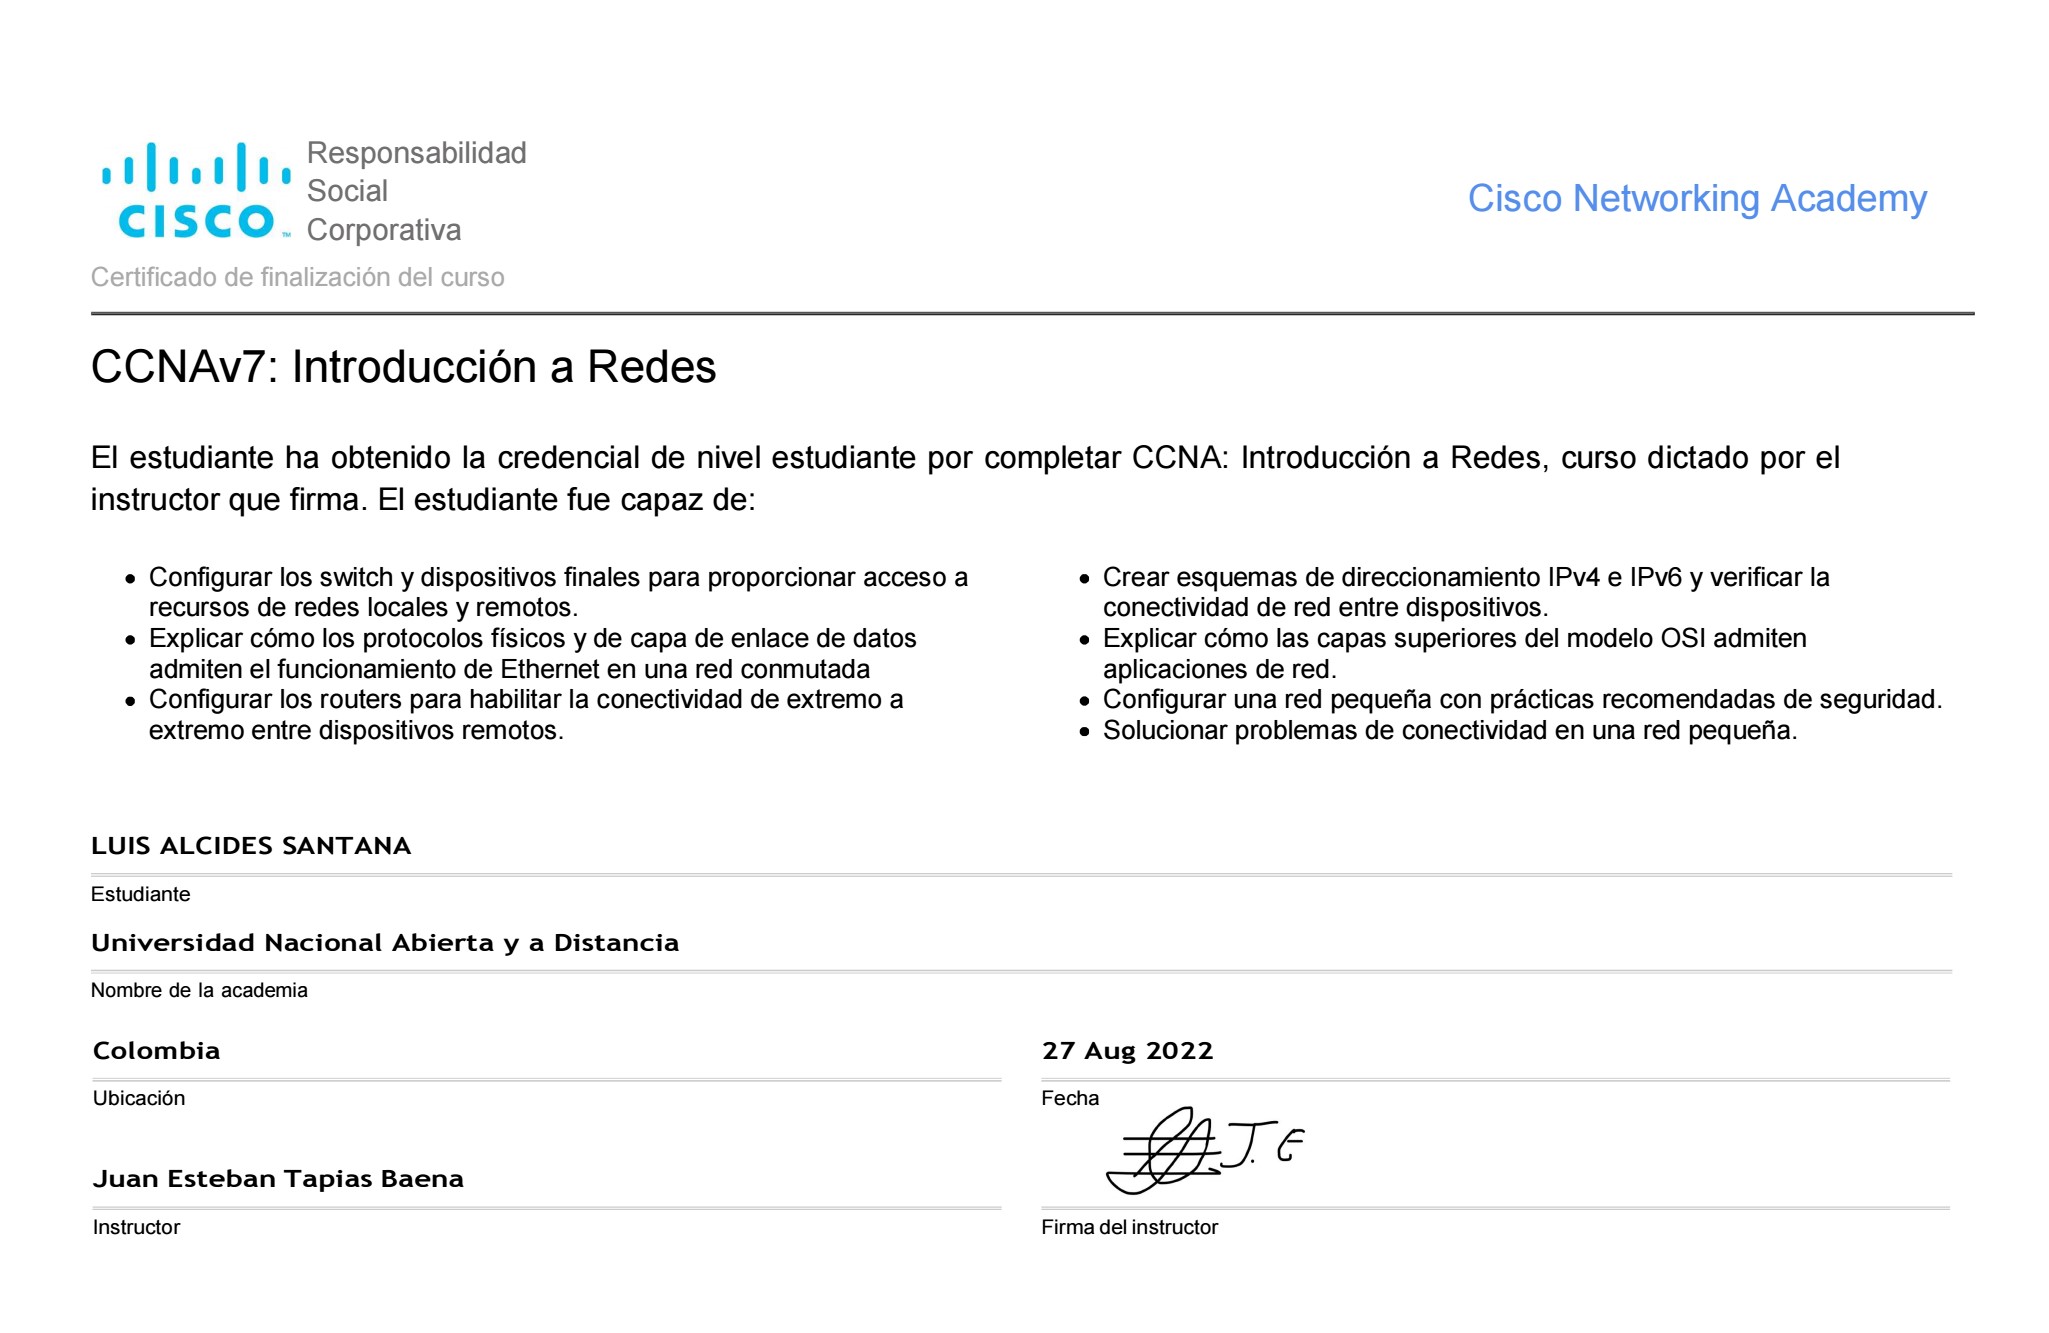 CISCO
Responsabilidad
Social
Corporativa
Cisco Networking Academy
Certificado de finalización del curso
CCNAv7: Introducción a Redes
El estudiante ha obtenido la credencial de nivel estudiante por completar CCNA: Introducción a Redes, curso dictado por el
instructor que firma. El estudiante fue capaz de:
• Configurar los switch y dispositivos finales para proporcionar acceso a
recursos de redes locales y remotos.
• Explicar cómo los protocolos físicos y de capa de enlace de datos
admiten el funcionamiento de Ethernet en una red conmutada
• Configurar los routers para habilitar la conectividad de extremo a
extremo entre dispositivos remotos.
• Crear esquemas de direccionamiento IPv4 e IPv6 y verificar la
conectividad de red entre dispositivos.
• Explicar cómo las capas superiores del modelo OSI admiten
aplicaciones de red.
• Configurar una red pequeña con prácticas recomendadas de seguridad.
• Solucionar problemas de conectividad en una red pequeña.
LUIS ALCIDES SANTANA
Estudiante
Universidad Nacional Abierta y a Distancia
Nombre de la academia
Colombia
Ubicación
27 Aug 2022
Fecha
J. E
Juan Esteban Tapias Baena
Instructor
Firma del instructor